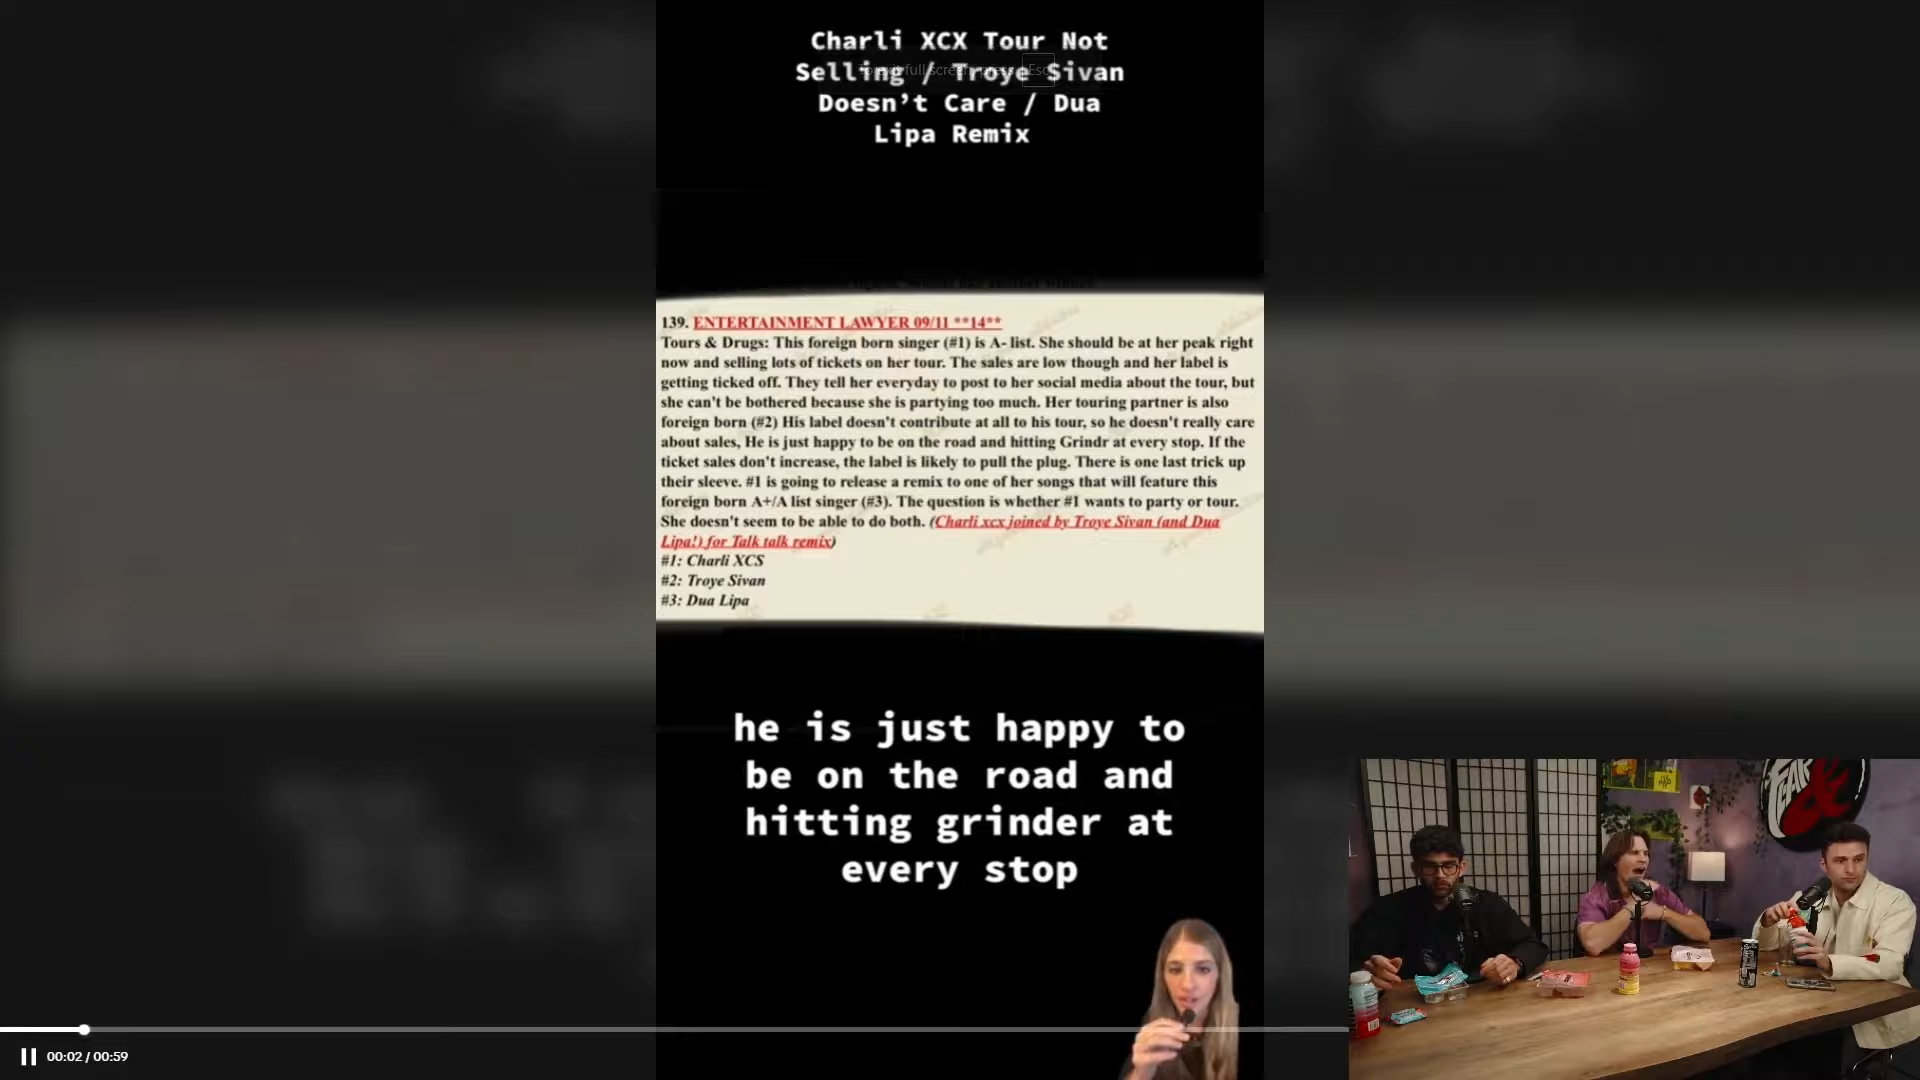 Charli XCX Tour Not
Selling / Troye Sivan
Doesn't Care / Dua
Lipa Remix
139. ENTERTAINMENT LAWYER 09/11 **14**
Tours & Drugs: This foreign born singer (#1) is A- list. She should be at her peak right
now and selling lots of tickets on her tour. The sales are low though and her label is
getting ticked off. They tell her everyday to post to her social media about the tour, but
she can't be bothered because she is partying too much. Her touring partner is also
foreign born (#2) His label doesn't contribute at all to his tour, so he doesn't really care
about sales, He is just happy to be on the road and hitting Grindr at every stop. If the
ticket sales don't increase, the label is likely to pull the plug. There is one last trick up
their sleeve. #1 is going to release a remix to one of her songs that will feature this
foreign born A+/A list singer (#3). The question is whether #1 wants to party or tour.
She doesn't seem to be able to do both. (Charli xcx joined by Troye Sivan (and Dua
Lipa!) for Talk talk remix)
#1: Charli XCS
#2: Troye Sivan
#3: Dua Lipa
he is just happy to
be on the road and
hitting grinder at
every stop
FEAR
00:02 / 00:59